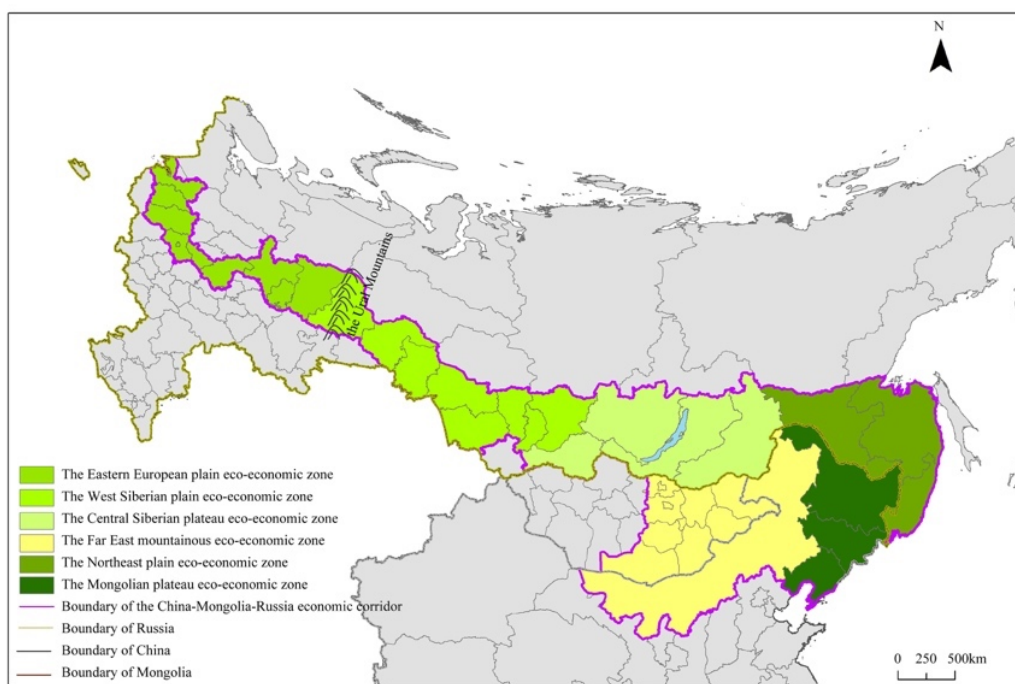 N
the Ural Mountains
The Eastern European plain eco-economic zone
The West Siberian plain eco-economic zone
The Central Siberian plateau eco-economic zone
The Far East mountainous eco-economic zone
The Northeast plain eco-economic zone
The Mongolian plateau eco-economic zone
Boundary of the China-Mongolia-Russia economic corridor
Boundary of Russia
Boundary of China
Boundary of Mongolia
0 250 500km